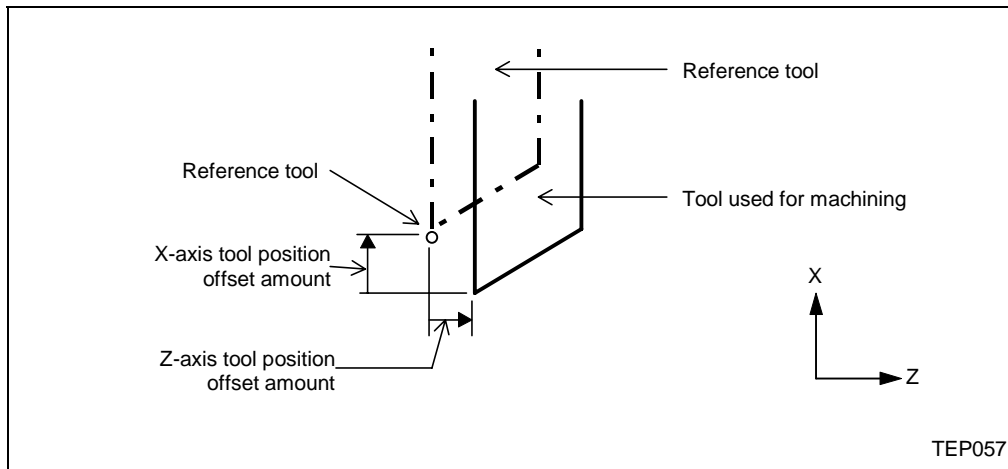 Reference tool
Reference tool
Tool used for machining
X-axis tool position
offset amount
X
Z
Z-axis tool position
offset amount
TEP057